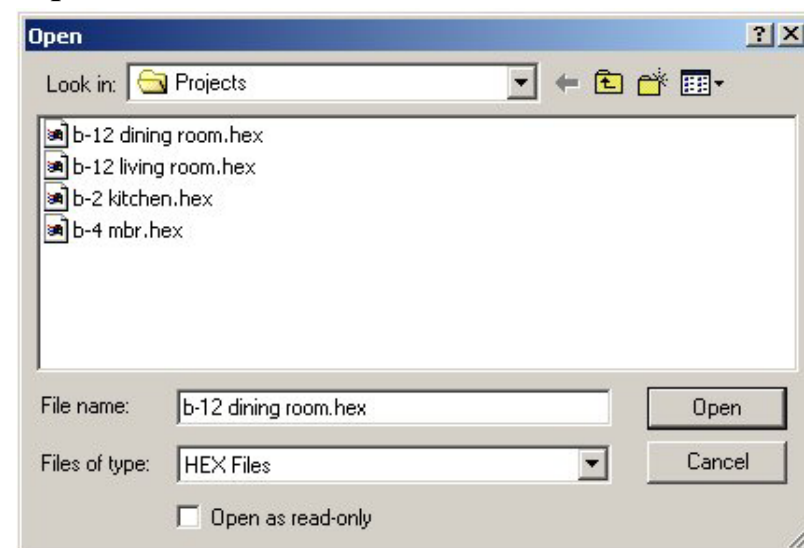 Open
Look in: Projects
b-12 dining room.hex
b-12 living room.hex
b-2 kitchen.hex
b-4 mbr.hex
File name: b-12 dining room.hex Open
Files of type: HEX Files Cancel
Open as read-only